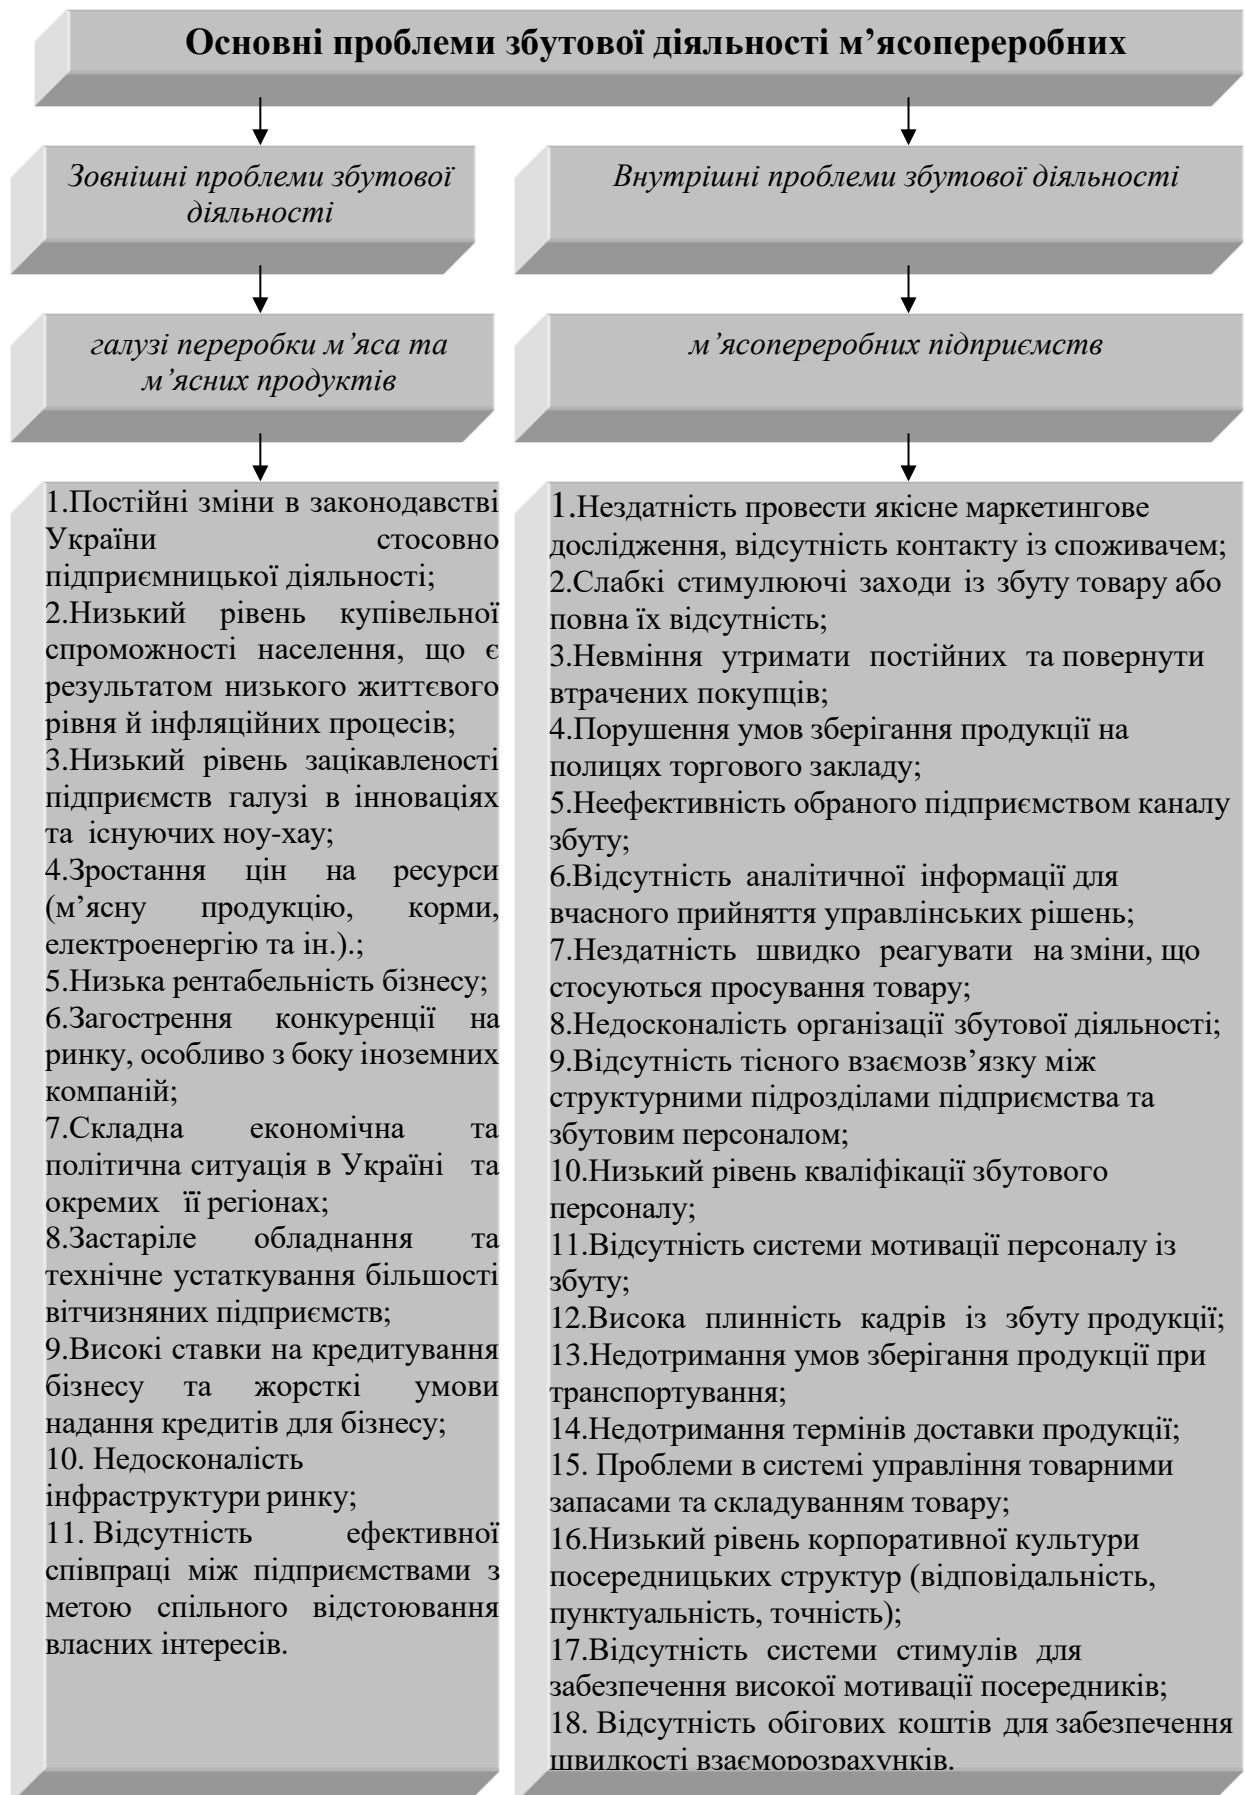 Основні проблеми збутової діяльності м’ясопереробних
Зовнішні проблеми збутової
діяльності
Внутрішні проблеми збутової діяльності
галузі переробки м’яса та
м’ясних продуктів
м’ясопереробних підприємств
1.Постійні зміни в законодавстві
України стосовно
підприємницької діяльності;
2.Низький рівень купівельної
спроможності населення, що є
результатом низького життєвого
рівня й інфляційних процесів;
3.Низький рівень зацікавленості
підприємств галузі в інноваціях
та існуючих ноу-хау;
4.Зростання цін на ресурси
(м’ясну продукцію, корми,
електроенергію та ін.).;
5.Низька рентабельність бізнесу;
6.Загострення конкуренції на
ринку, особливо з боку іноземних
компаній;
7.Складна економічна та
політична ситуація в Україні та
окремих її регіонах;
8.Застаріле обладнання та
технічне устаткування більшості
вітчизняних підприємств;
9.Високі ставки на кредитування
бізнесу та жорсткі умови
надання кредитів для бізнесу;
10. Недосконалість
інфраструктури ринку;
11. Відсутність ефективної
співпраці між підприємствами з
метою спільного відстоювання
власних інтересів.
1.Нездатність провести якісне маркетингове
дослідження, відсутність контакту із споживачем;
2.Слабкі стимулюючі заходи із збуту товару або
повна їх відсутність;
3.Невміння утримати постійних та повернути
втрачених покупців;
4.Порушення умов зберігання продукції на
полицях торгового закладу;
5.Неефективність обраного підприємством каналу
збуту;
6.Відсутність аналітичної інформації для
вчасного прийняття управлінських рішень;
7.Нездатність швидко реагувати на зміни, що
стосуються просування товару;
8.Недосконалість організації збутової діяльності;
9.Відсутність тісного взаємозв’язку між
структурними підрозділами підприємства та
збутовим персоналом;
10.Низький рівень кваліфікації збутового
персоналу;
11.Відсутність системи мотивації персоналу із
збуту;
12.Висока плинність кадрів із збуту продукції;
13.Недотримання умов зберігання продукції при
транспортування;
14.Недотримання термінів доставки продукції;
15. Проблеми в системі управління товарними
запасами та складуванням товару;
16.Низький рівень корпоративної культури
посередницьких структур (відповідальність,
пунктуальність, точність);
17.Відсутність системи стимулів для
забезпечення високої мотивації посередників;
18. Відсутність обігових коштів для забезпечення
швидкості взаєморозрахунків.